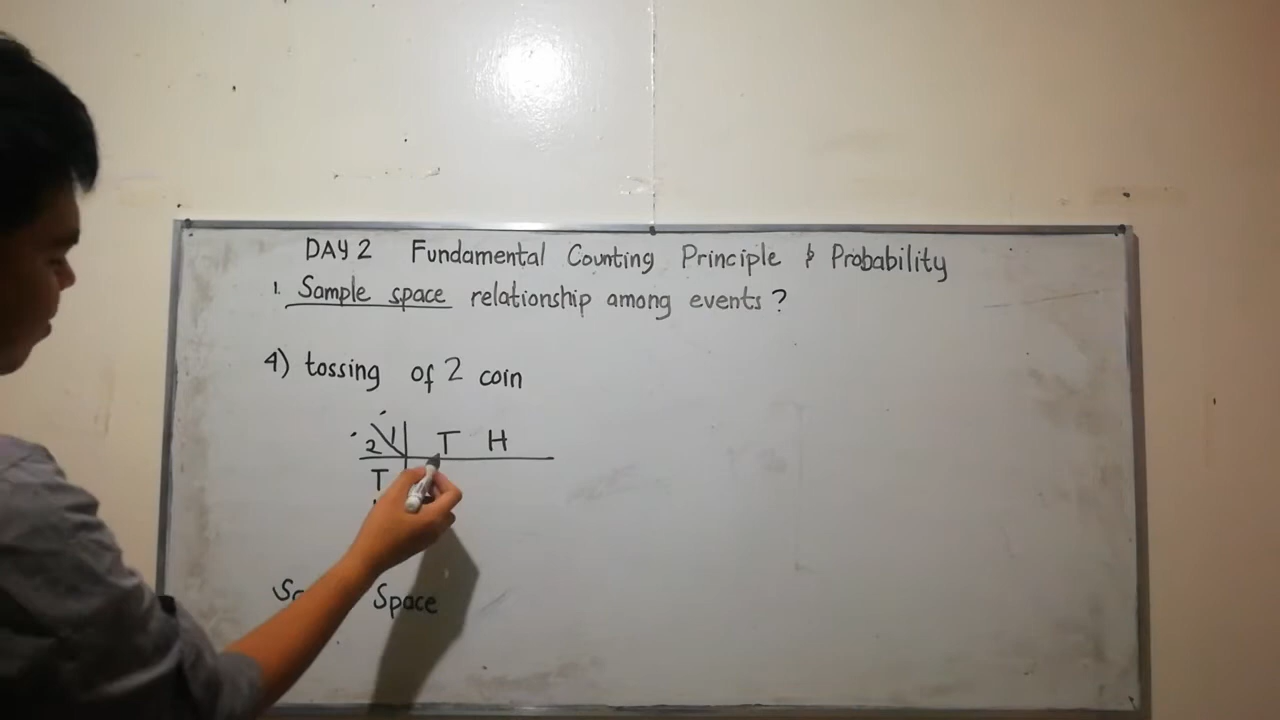 DAY 2 Fundamental Counting Principle & Probability
1. Sample space relationship among events?
4) tossing of 2 coin
2 1 T H
T
Space